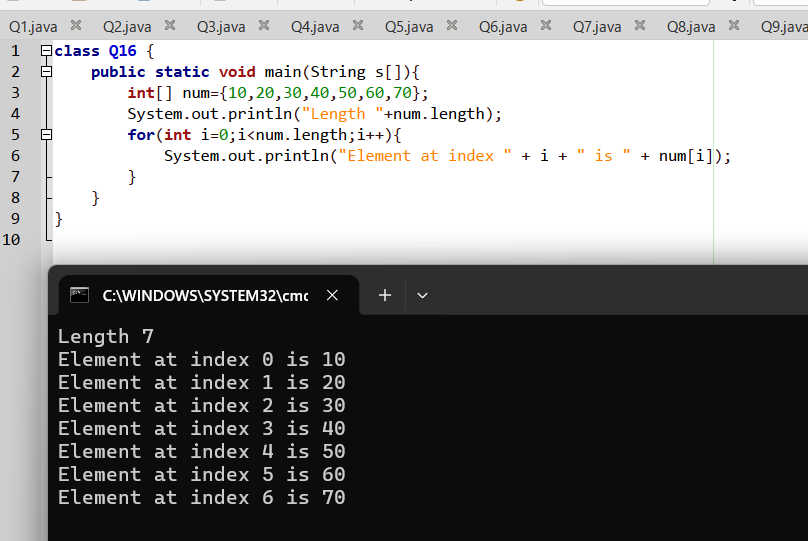 Q1.java Q2.java Q3.java Q4.java Q5.java Q6.java Q7.java Q8.java Q9.java
1 class Q16 {
2 public static void main(String s[]){
3 int[] num={10,20,30,40,50,60,70};
4 System.out.println("Length "+num.length);
5 for(int i=0;i<num.length;i++){
6 System.out.println("Element at index " + i + " is " + num[i]);
7 }
8 }
9 }
10
C:\WINDOWS\SYSTEM32\cmc
Length 7
Element at index 0 is 10
Element at index 1 is 20
Element at index 2 is 30
Element at index 3 is 40
Element at index 4 is 50
Element at index 5 is 60
Element at index 6 is 70